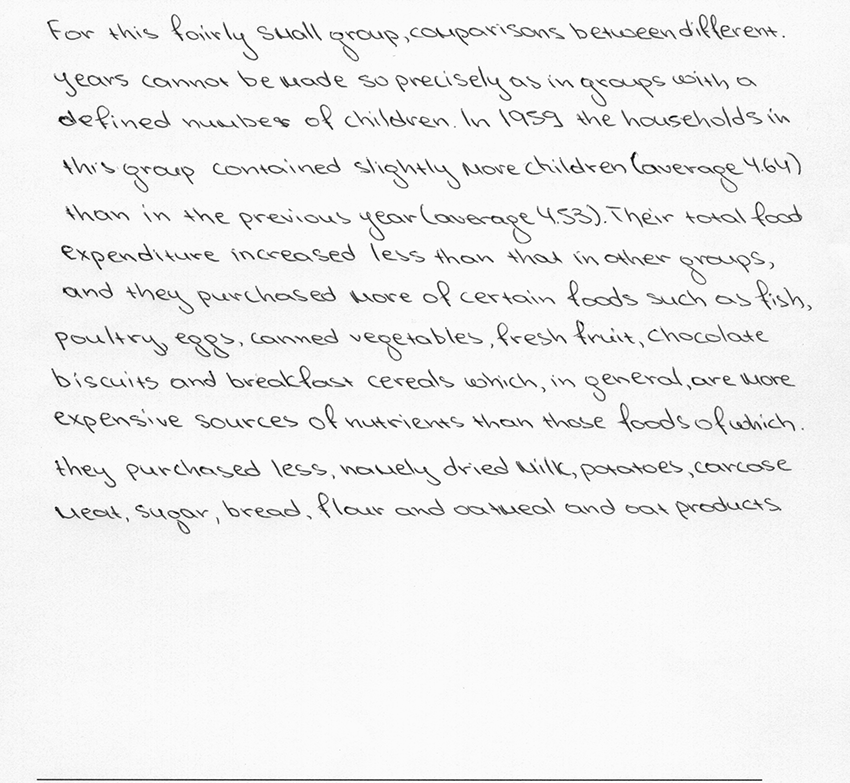 For this fairly small group, comparisons between different.
years cannot be made so precisely as in groups with a
defined number of children. In 1959 the households in
this group contained slightly more children (average 4.64)
than in the previous year (average 4.53). Their total food
expenditure increased less than that in other groups,
and they purchased more of certain foods such as fish,
poultry, eggs, canned vegetables, fresh fruit, chocolate
biscuits and breakfast cereals which, in general, are more
expensive sources of nutrients than those foods of which.
they purchased less, namely dried milk, potatoes, carcase
meat, sugar, bread, flour and oatmeal and oat products